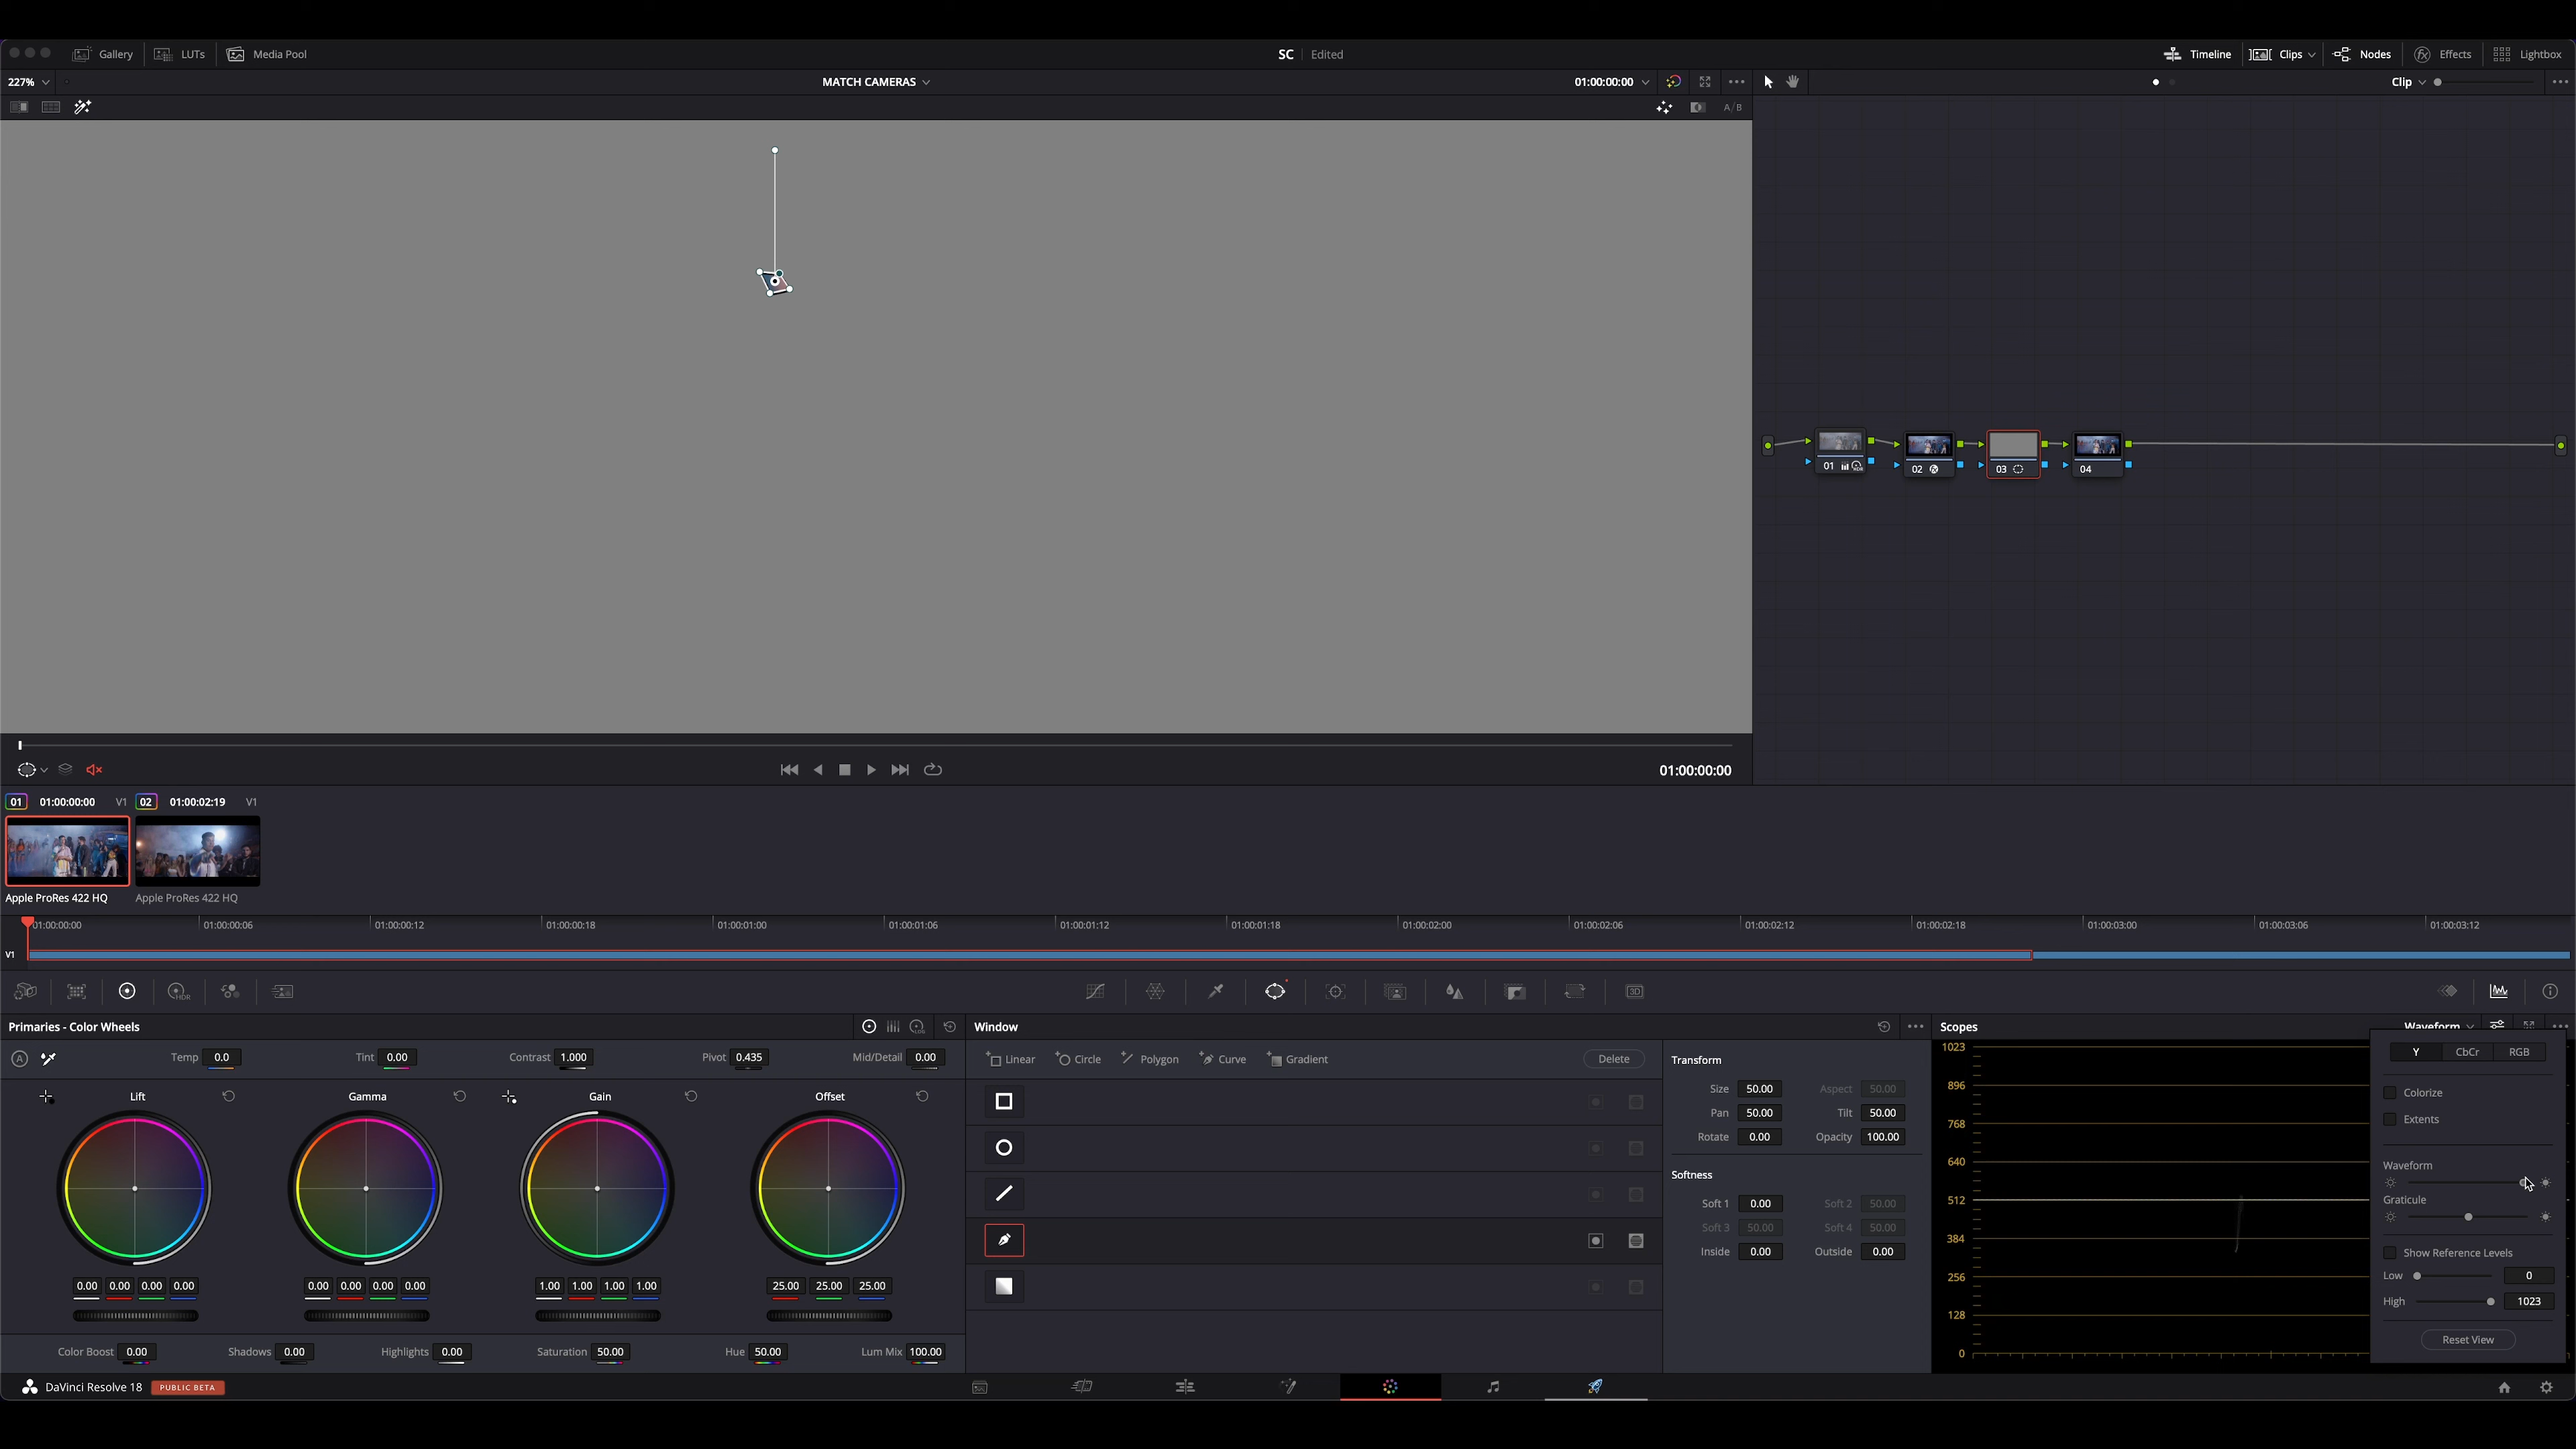 Gallery LUTs Media Pool SC Edited Timeline Clips Nodes Effects Lightbox
227% MATCH CAMERAS 01:00:00:00 Clip
A/B
01 02 03 04
01:00:00:00
01 01:00:00:00 V1 02 01:00:02:19 V1
Apple ProRes 422 HQ Apple ProRes 422 HQ
01:00:00:00 01:00:00:06 01:00:00:12 01:00:00:18 01:00:01:00 01:00:01:06 01:00:01:12 01:00:01:18 01:00:02:00 01:00:02:06 01:00:02:12 01:00:02:18 01:00:03:00 01:00:03:06 01:00:03:12
V1
HDR 3D
Primaries - Color Wheels Window Scopes Waveform
Temp 0.0 Tint 0.00 Contrast 1.000 Pivot 0.435 Mid/Detail 0.00
Lift Gamma Gain Offset
0.00 0.00 0.00 0.00 0.00 0.00 0.00 0.00 1.00 1.00 1.00 1.00 25.00 25.00 25.00
Color Boost 0.00 Shadows 0.00 Highlights 0.00 Saturation 50.00 Hue 50.00 Lum Mix 100.00
Linear Circle Polygon Curve Gradient Delete
Transform
Size 50.00 Aspect 50.00
Pan 50.00 Tilt 50.00
Rotate 0.00 Opacity 100.00
Softness
Soft 1 0.00 Soft 2 50.00
Soft 3 50.00 Soft 4 50.00
Inside 0.00 Outside 0.00
1023
896
768
640
512
384
256
128
0
Y CbCr RGB
Colorize
Extents
Waveform
Graticule
Show Reference Levels
Low 0
High 1023
Reset View
DaVinci Resolve 18 PUBLIC BETA